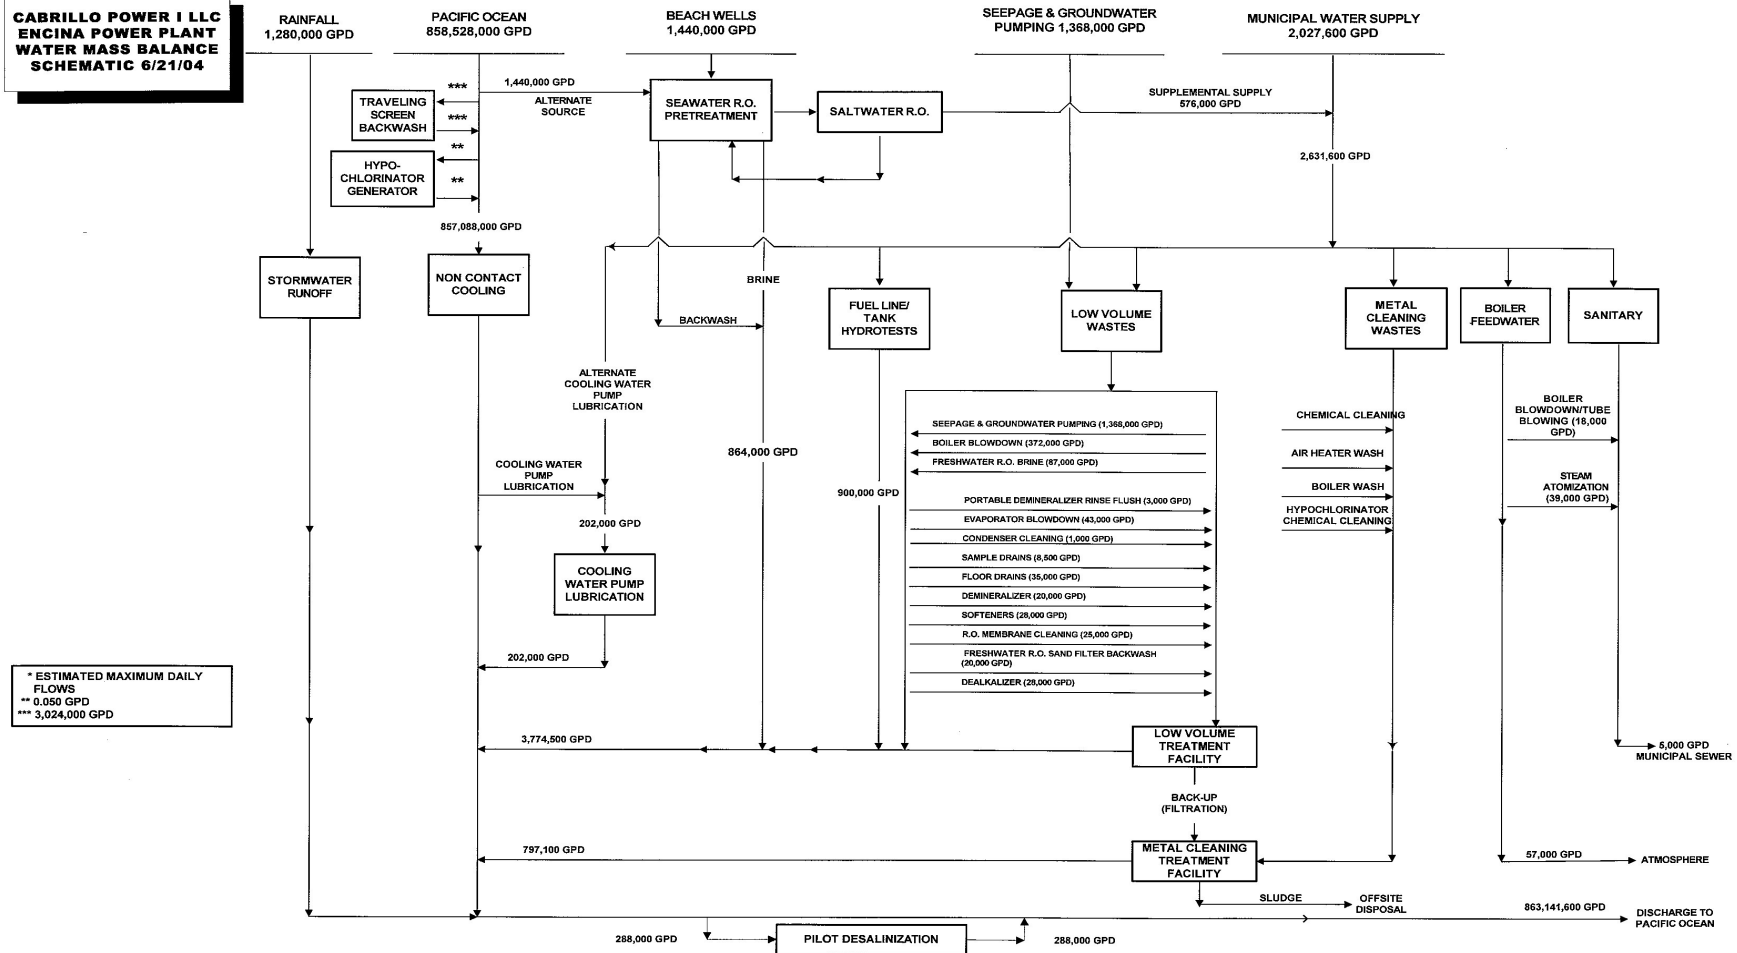 CABRILLO POWER I LLC
ENCINA POWER PLANT
WATER MASS BALANCE
SCHEMATIC 6/21/04
RAINFALL
1,280,000 GPD
PACIFIC OCEAN
858,528,000 GPD
BEACH WELLS
1,440,000 GPD
SEEPAGE & GROUNDWATER
PUMPING 1,368,000 GPD
MUNICIPAL WATER SUPPLY
2,027,600 GPD
***
TRAVELING
SCREEN
BACKWASH
***
**
HYPO-
CHLORINATOR
GENERATOR
**
1,440,000 GPD
ALTERNATE
SOURCE
SEAWATER R.O.
PRETREATMENT
SALTWATER R.O.
SUPPLEMENTAL SUPPLY
576,000 GPD
2,631,600 GPD
857,088,000 GPD
STORMWATER
RUNOFF
NON CONTACT
COOLING
BRINE
BACKWASH
FUEL LINE/
TANK
HYDROTESTS
LOW VOLUME
WASTES
METAL
CLEANING
WASTES
BOILER
FEEDWATER
SANITARY
ALTERNATE
COOLING WATER
PUMP
LUBRICATION
864,000 GPD
COOLING WATER
PUMP
LUBRICATION
202,000 GPD
COOLING
WATER PUMP
LUBRICATION
202,000 GPD
900,000 GPD
SEEPAGE & GROUNDWATER PUMPING (1,368,000 GPD)
BOILER BLOWDOWN (372,000 GPD)
FRESHWATER R.O. BRINE (87,000 GPD)
PORTABLE DEMINERALIZER RINSE FLUSH (3,000 GPD)
EVAPORATOR BLOWDOWN (43,000 GPD)
CONDENSER CLEANING (1,000 GPD)
SAMPLE DRAINS (8,500 GPD)
FLOOR DRAINS (35,000 GPD)
DEMINERALIZER (20,000 GPD)
SOFTENERS (28,000 GPD)
R.O. MEMBRANE CLEANING (25,000 GPD)
FRESHWATER R.O. SAND FILTER BACKWASH
(20,000 GPD)
DEALKALIZER (28,000 GPD)
CHEMICAL CLEANING
AIR HEATER WASH
BOILER WASH
HYPOCHLORINATOR
CHEMICAL CLEANING
BOILER
BLOWDOWN/TUBE
BLOWING (18,000
GPD)
STEAM
ATOMIZATION
(39,000 GPD)
* ESTIMATED MAXIMUM DAILY
FLOWS
** 0.050 GPD
*** 3,024,000 GPD
3,774,500 GPD
LOW VOLUME
TREATMENT
FACILITY
5,000 GPD
MUNICIPAL SEWER
BACK-UP
(FILTRATION)
797,100 GPD
METAL CLEANING
TREATMENT
FACILITY
57,000 GPD
ATMOSPHERE
SLUDGE
OFFSITE
DISPOSAL
863,141,600 GPD
DISCHARGE TO
PACIFIC OCEAN
288,000 GPD
PILOT DESALINIZATION
288,000 GPD